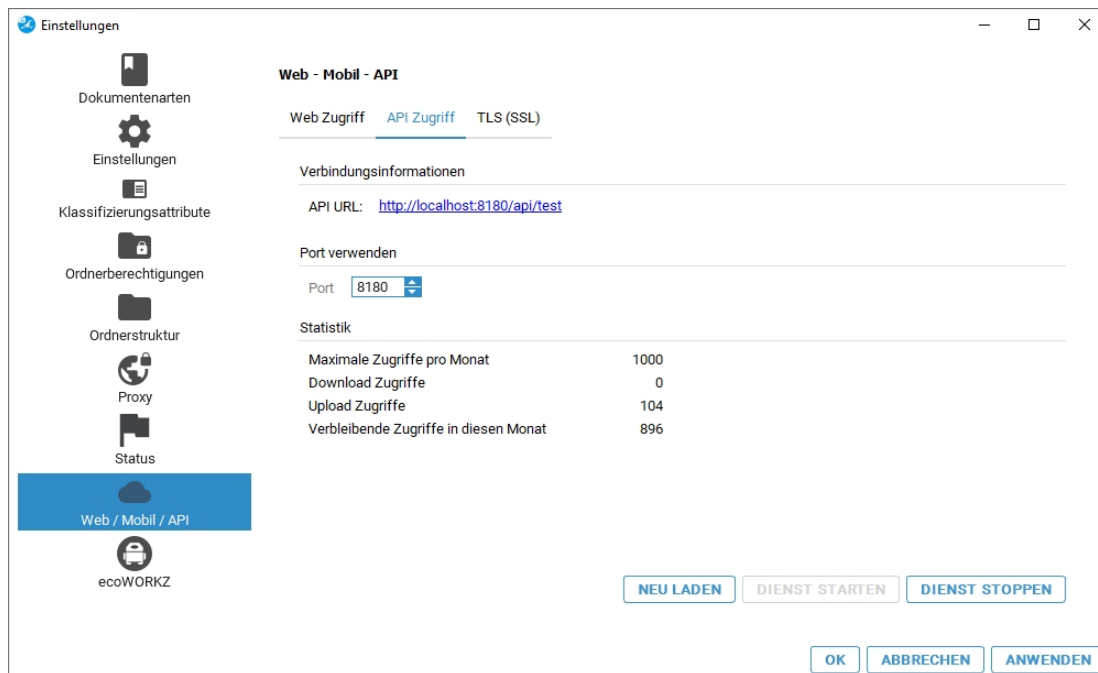 Einstellungen
Dokumentenarten
Einstellungen
Klassifizierungsattribute
Ordnerberechtigungen
Ordnerstruktur
Proxy
Status
Web / Mobil / API
ecoWORKZ
Web - Mobil - API
Web Zugriff API Zugriff TLS (SSL)
Verbindungsinformationen
API URL: http://localhost:8180/api/test
Port verwenden
Port 8180
Statistik
Maximale Zugriffe pro Monat 1000
Download Zugriffe 0
Upload Zugriffe 104
Verbleibende Zugriffe in diesen Monat 896
NEU LADEN DIENST STARTEN DIENST STOPPEN
OK ABBRECHEN ANWENDEN